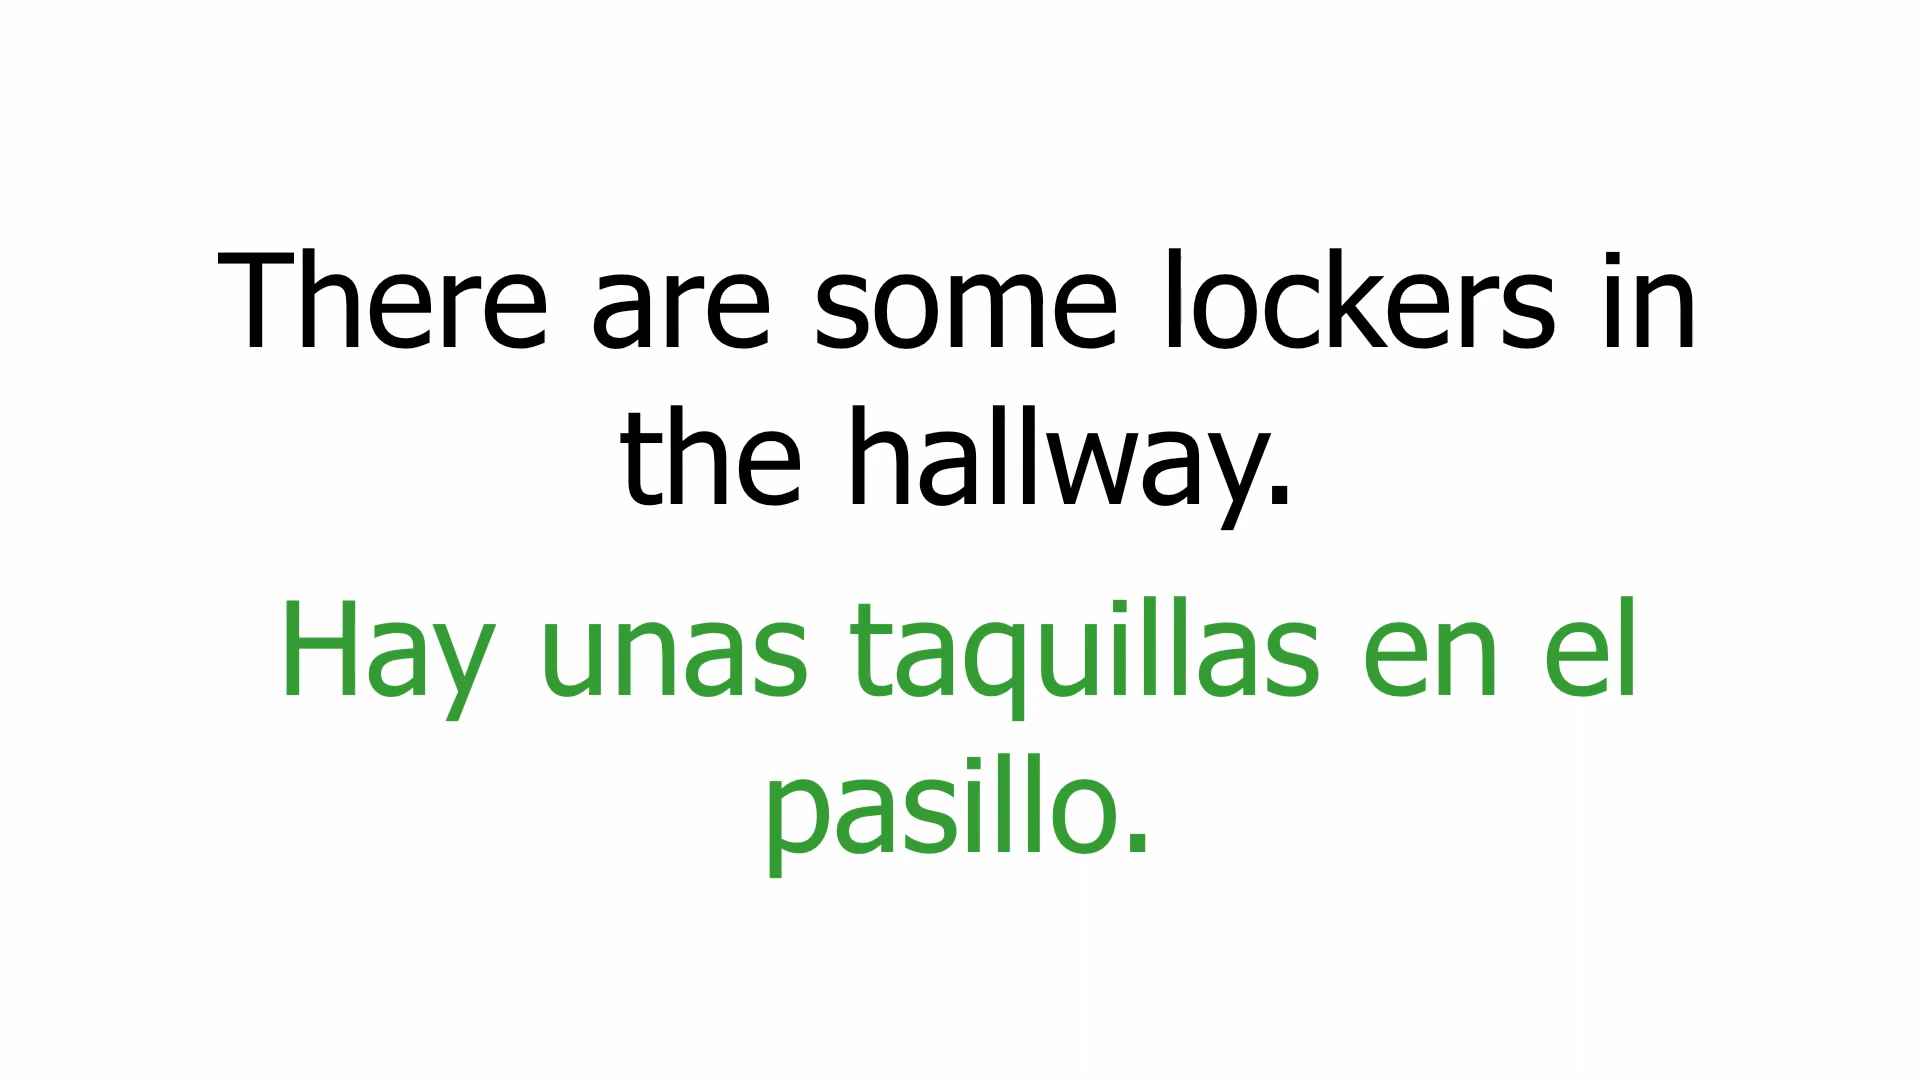 There are some lockers in
the hallway.
Hay unas taquillas en el
pasillo.